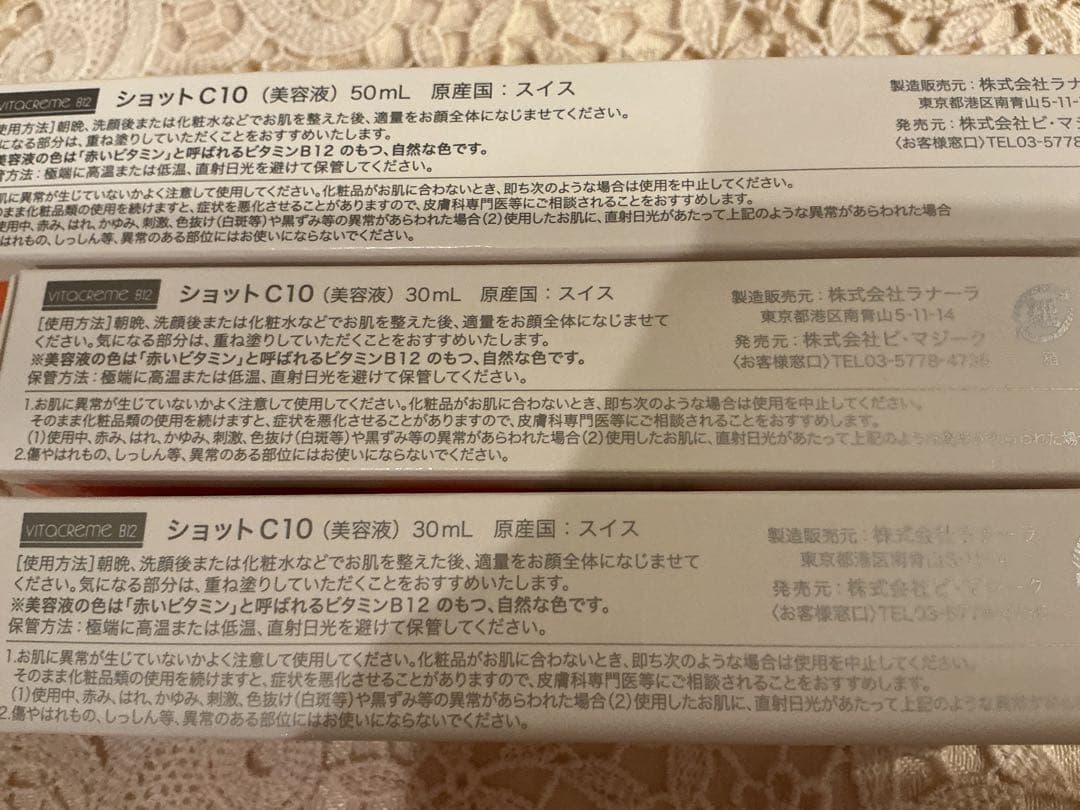 VITACREME B12 ショットC10（美容液）50mL 原産国：スイス
使用方法］朝晩、洗顔後または化粧水などでお肌を整えた後、適量をお顔全体になじませてください。
になる部分は、重ね塗りしていただくことをおすすめいたします。
美容液の色は「赤いビタミン」と呼ばれるビタミンB12 のもつ、自然な色です。
管方法：極端に高温または低温、直射日光を避けて保管してください。
製造販売元：株式会社ラナ
東京都港区南青山5-11-
発売元：株式会社ビ・マジ
〈お客様窓口〉TEL03-5778
肌に異常が生じていないかよく注意して使用してください。化粧品がお肌に合わないとき、即ち次のような場合は使用を中止してください。
のまま化粧品類の使用を続けますと、症状を悪化させることがありますので、皮膚科専門医等にご相談されることをおすすめします。
使用中、赤み、はれ、かゆみ、刺激、色抜け(白斑等)や黒ずみ等の異常があらわれた場合(2)使用したお肌に、直射日光があたって上記のような異常があらわれた場合
はれもの、しっしん等、異常のある部位にはお使いにならないでください。
VITACREME B12 ショットC10（美容液）30mL 原産国：スイス
［使用方法］朝晩、洗顔後または化粧水などでお肌を整えた後、適量をお顔全体になじませて
ください。気になる部分は、重ね塗りしていただくことをおすすめいたします。
※美容液の色は「赤いビタミン」と呼ばれるビタミンB12 のもつ、自然な色です。
保管方法：極端に高温または低温、直射日光を避けて保管してください。
製造販売元：株式会社ラナーラ
東京都港区南青山5-11-14
発売元：株式会社ビ・マジーク
〈お客様窓口〉TEL03-5778-4736
1.お肌に異常が生じていないかよく注意して使用してください。化粧品がお肌に合わないとき、即ち次のような場合は使用を中止してください。
そのまま化粧品類の使用を続けますと、症状を悪化させることがありますので、皮膚科専門医等にご相談されることをおすすめします。
(1)使用中、赤み、はれ、かゆみ、刺激、色抜け(白斑等)や黒ずみ等の異常があらわれた場合(2)使用したお肌に、直射日光があたって上記のような異常があらわれた場
2.傷やはれもの、しっしん等、異常のある部位にはお使いにならないでください。
VITACREME B12 ショットC10（美容液）30mL 原産国：スイス
［使用方法］朝晩、洗顔後または化粧水などでお肌を整えた後、適量をお顔全体になじませて
ください。気になる部分は、重ね塗りしていただくことをおすすめいたします。
※美容液の色は「赤いビタミン」と呼ばれるビタミンB12 のもつ、自然な色です。
保管方法：極端に高温または低温、直射日光を避けて保管してください。
製造販売元：株式会社ラナーラ
東京都港区南青山5-
発売元：株式会社ビ・マジーク
〈お客様窓口〉TEL03-5778-
1.お肌に異常が生じていないかよく注意して使用してください。化粧品がお肌に合わないとき、即ち次のような場合は使用を中止してください。
そのまま化粧品類の使用を続けますと、症状を悪化させることがありますので、皮膚科専門医等にご相談されることをおすすめします。
(1)使用中、赤み、はれ、かゆみ、刺激、色抜け(白斑等)や黒ずみ等の異常があらわれた場合(2)使用したお肌に、直射日光があたって上記のような異常
2.傷やはれもの、しっしん等、異常のある部位にはお使いにならないでください。